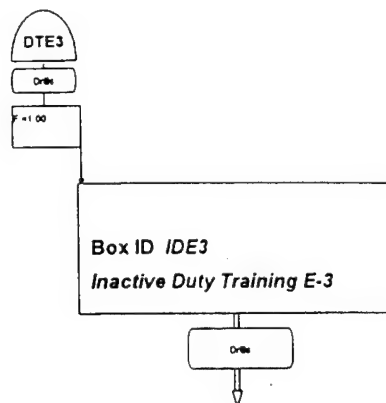 DTE3
Drills
F =1.00
Box ID IDE3
Inactive Duty Training E-3
Drills